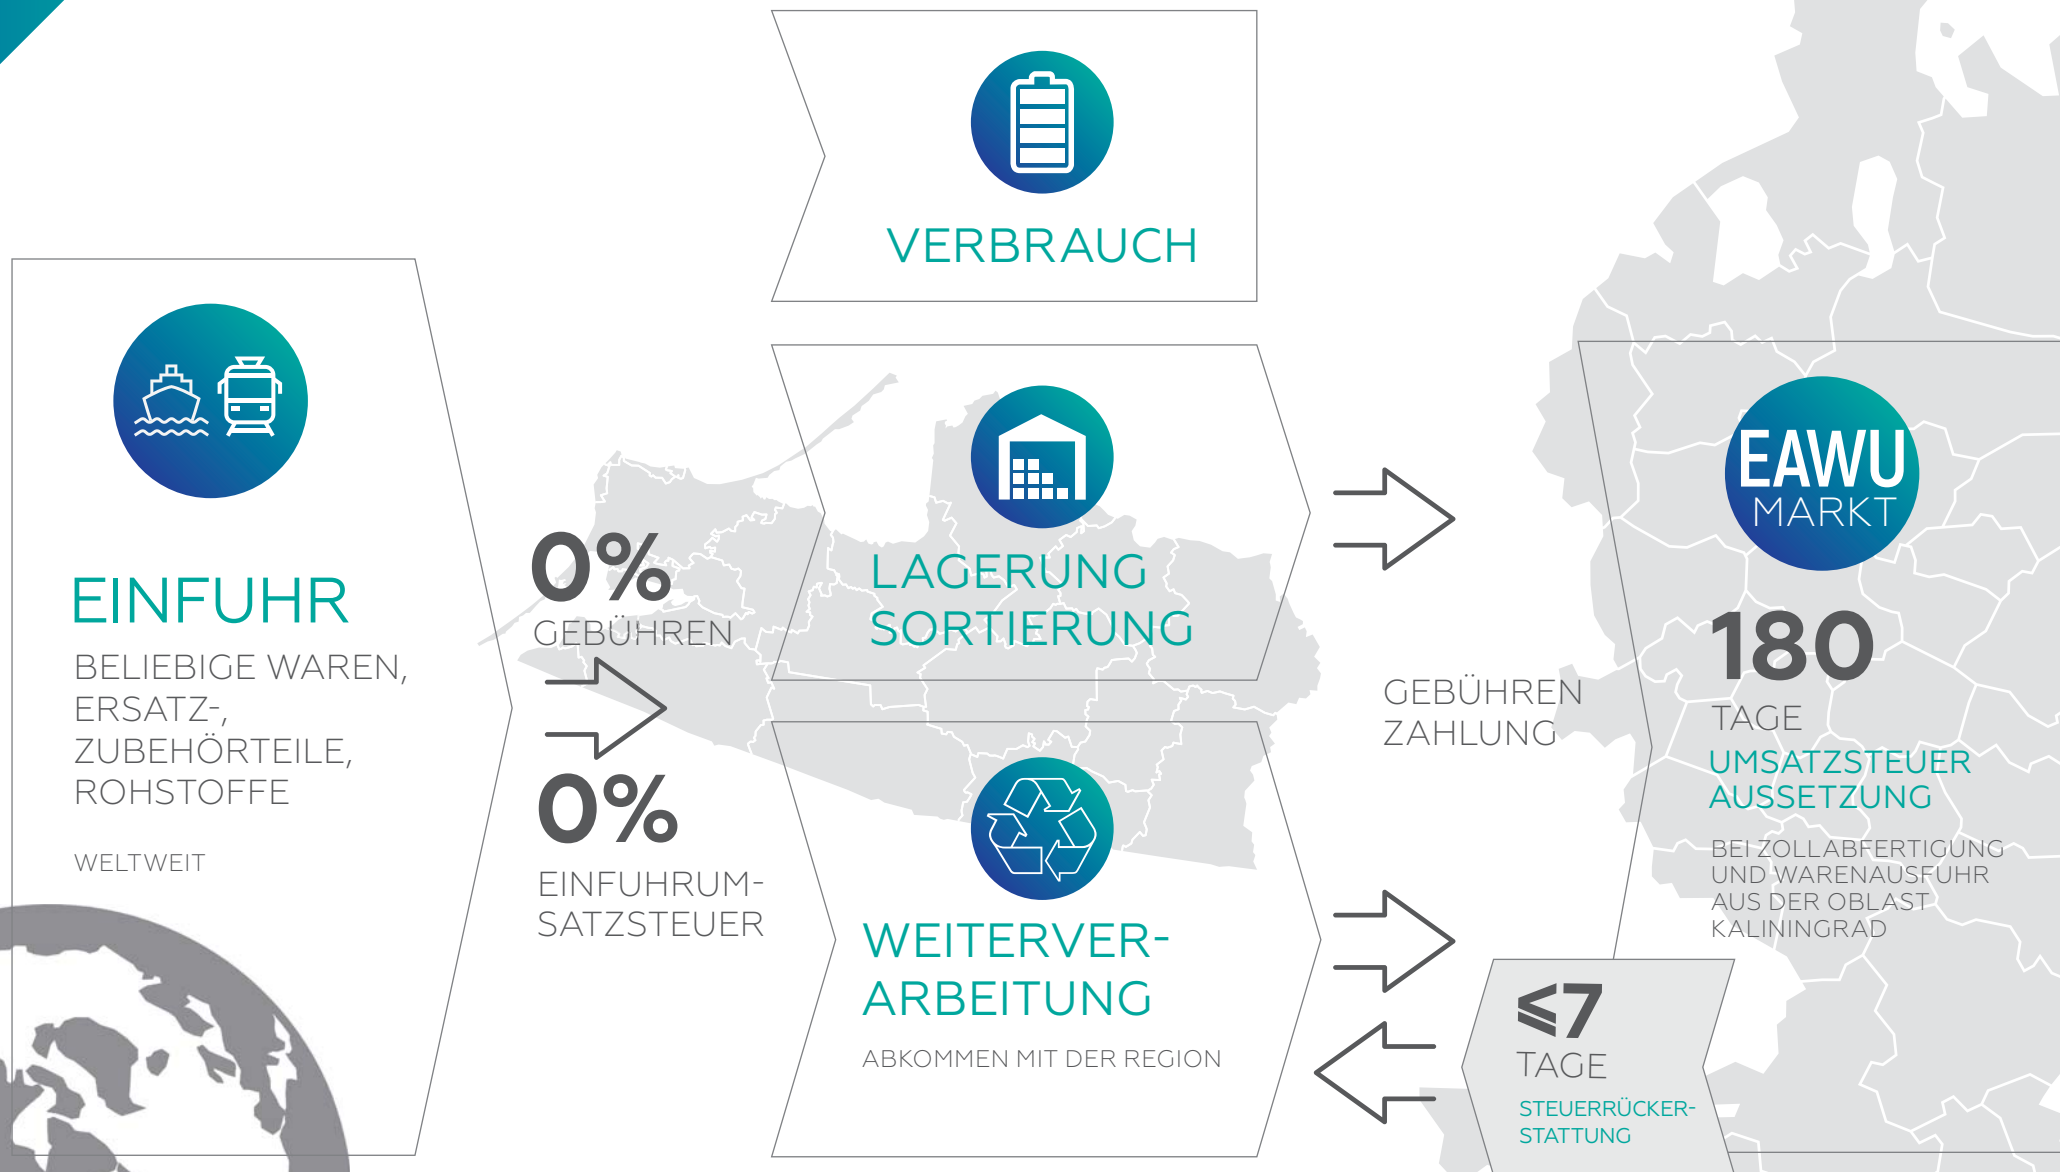 VERBRAUCH
EINFUHR
BELIEBIGE WAREN,
ERSATZ-,
ZUBEHÖRTEILE,
ROHSTOFFE
WELTWEIT
0%
GEBÜHREN
0%
EINFUHRUM-
SATZSTEUER
LAGERUNG
SORTIERUNG
WEITERVER-
ARBEITUNG
ABKOMMEN MIT DER REGION
GEBÜHREN
ZAHLUNG
EAWU
MARKT
180
TAGE
UMSATZSTEUER
AUSSETZUNG
BEI ZOLLABFERTIGUNG
UND WARENAUSFUHR
AUS DER OBLAST
KALININGRAD
⩽7
TAGE
STEUERRÜCKER-
STATTUNG